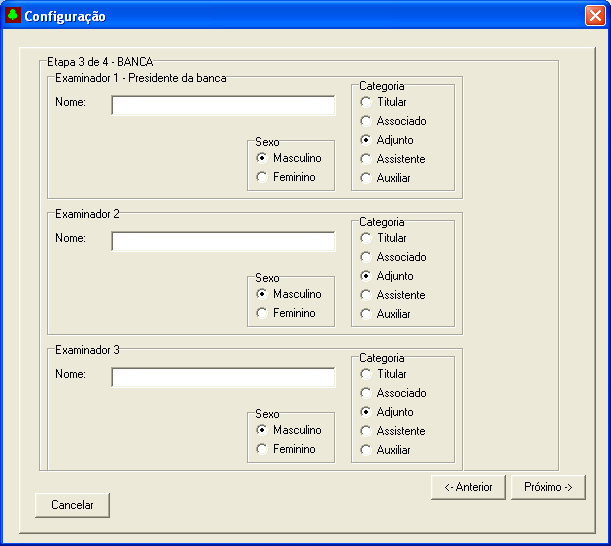 Configuração
Etapa 3 de 4 - BANCA
Examinador 1 - Presidente da banca
Nome:
Sexo
Masculino
Feminino
Categoria
Titular
Associado
Adjunto
Assistente
Auxiliar
Examinador 2
Nome:
Sexo
Masculino
Feminino
Categoria
Titular
Associado
Adjunto
Assistente
Auxiliar
Examinador 3
Nome:
Sexo
Masculino
Feminino
Categoria
Titular
Associado
Adjunto
Assistente
Auxiliar
<- Anterior
Próximo ->
Cancelar